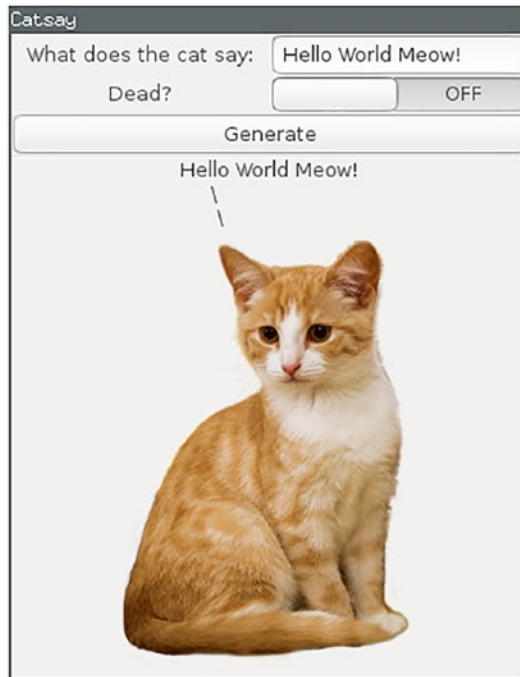 Catsay
What does the cat say: Hello World Meow!
Dead? OFF
Generate
Hello World Meow!